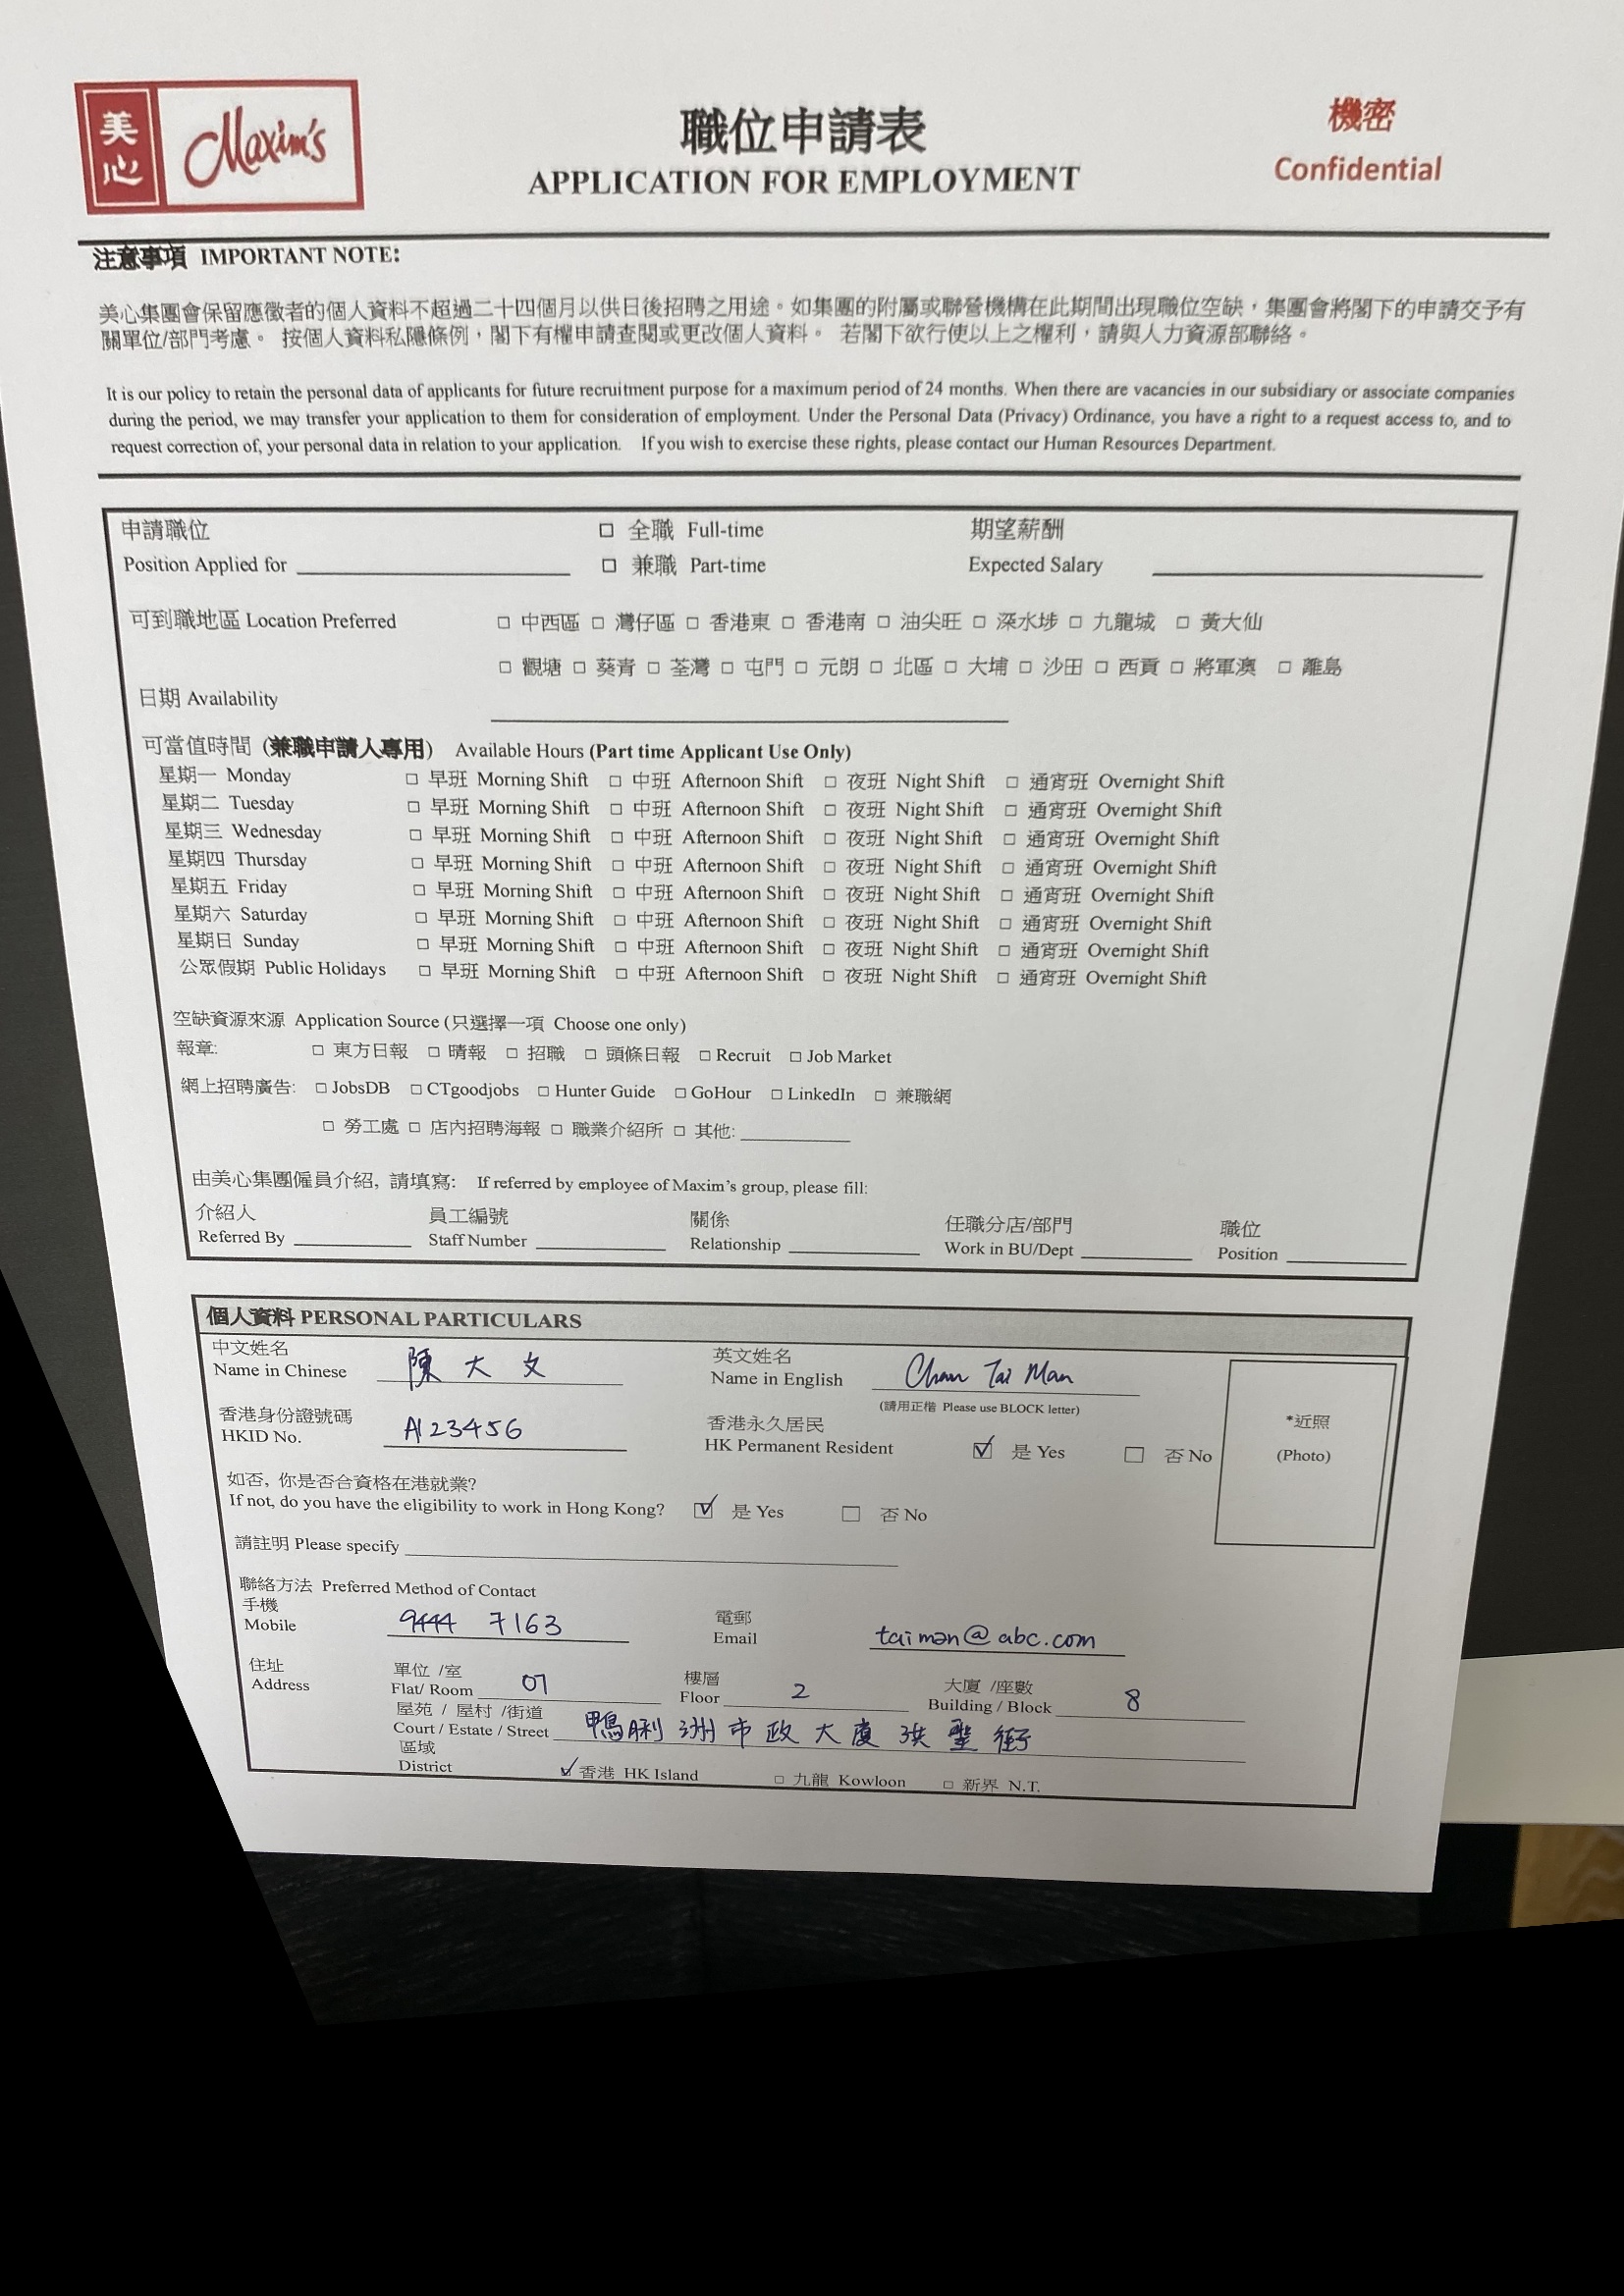 美心 Maxim's
職位申請表
APPLICATION FOR EMPLOYMENT
機密
Confidential
注意事項 IMPORTANT NOTE:
美心集團會保留應徵者的個人資料不超過二十四個月以供日後招聘之用途。如集團的附屬或聯營機構在此期間出現職位空缺，集團會將閣下的申請交予有
關單位/部門考慮。 按個人資料私隱條例，閣下有權申請查閱或更改個人資料。 若閣下欲行使以上之權利，請與人力資源部聯絡。
It is our policy to retain the personal data of applicants for future recruitment purpose for a maximum period of 24 months. When there are vacancies in our subsidiary or associate companies
during the period, we may transfer your application to them for consideration of employment. Under the Personal Data (Privacy) Ordinance, you have a right to a request access to, and to
request correction of, your personal data in relation to your application. If you wish to exercise these rights, please contact our Human Resources Department.
申請職位 □ 全職 Full-time 期望薪酬
Position Applied for □ 兼職 Part-time Expected Salary
可到職地區 Location Preferred □ 中西區 □ 灣仔區 □ 香港東 □ 香港南 □ 油尖旺 □ 深水埗 □ 九龍城 □ 黃大仙
□ 觀塘 □ 葵青 □ 荃灣 □ 屯門 □ 元朗 □ 北區 □ 大埔 □ 沙田 □ 西貢 □ 將軍澳 □ 離島
日期 Availability
可當值時間 (兼職申請人專用) Available Hours (Part time Applicant Use Only)
星期一 Monday □ 早班 Morning Shift □ 中班 Afternoon Shift □ 夜班 Night Shift □ 通宵班 Overnight Shift
星期二 Tuesday □ 早班 Morning Shift □ 中班 Afternoon Shift □ 夜班 Night Shift □ 通宵班 Overnight Shift
星期三 Wednesday □ 早班 Morning Shift □ 中班 Afternoon Shift □ 夜班 Night Shift □ 通宵班 Overnight Shift
星期四 Thursday □ 早班 Morning Shift □ 中班 Afternoon Shift □ 夜班 Night Shift □ 通宵班 Overnight Shift
星期五 Friday □ 早班 Morning Shift □ 中班 Afternoon Shift □ 夜班 Night Shift □ 通宵班 Overnight Shift
星期六 Saturday □ 早班 Morning Shift □ 中班 Afternoon Shift □ 夜班 Night Shift □ 通宵班 Overnight Shift
星期日 Sunday □ 早班 Morning Shift □ 中班 Afternoon Shift □ 夜班 Night Shift □ 通宵班 Overnight Shift
公眾假期 Public Holidays □ 早班 Morning Shift □ 中班 Afternoon Shift □ 夜班 Night Shift □ 通宵班 Overnight Shift
空缺資源來源 Application Source (只選擇一項 Choose one only)
報章: □ 東方日報 □ 晴報 □ 招職 □ 頭條日報 □ Recruit □ Job Market
網上招聘廣告: □ JobsDB □ CTgoodjobs □ Hunter Guide □ GoHour □ LinkedIn □ 兼職網
□ 勞工處 □ 店內招聘海報 □ 職業介紹所 □ 其他:
由美心集團僱員介紹, 請填寫: If referred by employee of Maxim's group, please fill:
介紹人 員工編號 關係 任職分店/部門 職位
Referred By Staff Number Relationship Work in BU/Dept Position
個人資料 PERSONAL PARTICULARS
中文姓名 英文姓名
Name in Chinese 陳大文 Name in English Chan Tai Man
(請用正楷 Please use BLOCK letter)
*近照
(Photo)
香港身份證號碼 香港永久居民
HKID No. A123456 HK Permanent Resident ☑ 是 Yes □ 否 No
如否, 你是否合資格在港就業?
If not, do you have the eligibility to work in Hong Kong? ☑ 是 Yes □ 否 No
請註明 Please specify
聯絡方法 Preferred Method of Contact
手機 電郵
Mobile 9444 7163 Email taiman@abc.com
住址 單位 /室 樓層 大廈 /座數
Address Flat/ Room 07 Floor 2 Building / Block 8
屋苑 / 屋村 /街道
Court / Estate / Street 鴨脷洲市政大廈洪聖街
區域
District ☑ 香港 HK Island □ 九龍 Kowloon □ 新界 N.T.